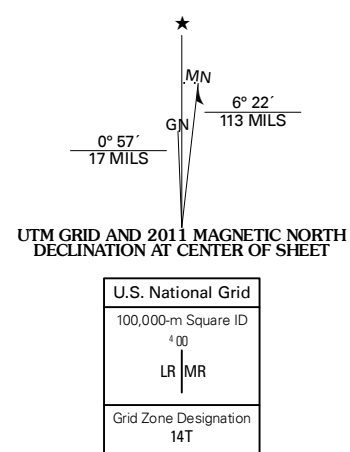 ★
MN
GN
6° 22´
113 MILS
0° 57´
17 MILS
UTM GRID AND 2011 MAGNETIC NORTH
DECLINATION AT CENTER OF SHEET
U.S. National Grid
100,000-m Square ID
⁴00
LR MR
Grid Zone Designation
14T